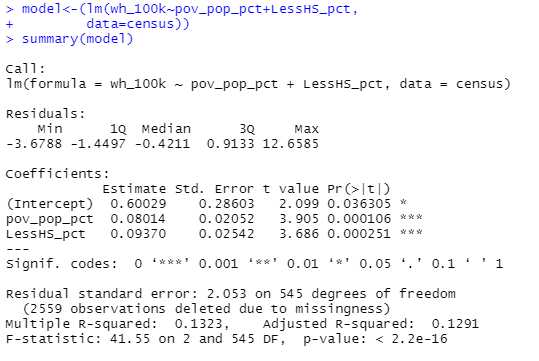 > model<-(lm(wh_100k~pov_pop_pct+LessHS_pct,
+         data=census))
> summary(model)

Call:
lm(formula = wh_100k ~ pov_pop_pct + LessHS_pct, data = census)

Residuals:
    Min      1Q  Median      3Q     Max
-3.6788 -1.4497 -0.4211  0.9133 12.6585

Coefficients:
            Estimate Std. Error t value Pr(>|t|)
(Intercept)  0.60029    0.28603   2.099 0.036305 *
pov_pop_pct  0.08014    0.02052   3.905 0.000106 ***
LessHS_pct   0.09370    0.02542   3.686 0.000251 ***
---
Signif. codes:  0 ‘***’ 0.001 ‘**’ 0.01 ‘*’ 0.05 ‘.’ 0.1 ‘ ’ 1

Residual standard error: 2.053 on 545 degrees of freedom
  (2559 observations deleted due to missingness)
Multiple R-squared:  0.1323,	Adjusted R-squared:  0.1291
F-statistic: 41.55 on 2 and 545 DF,  p-value: < 2.2e-16